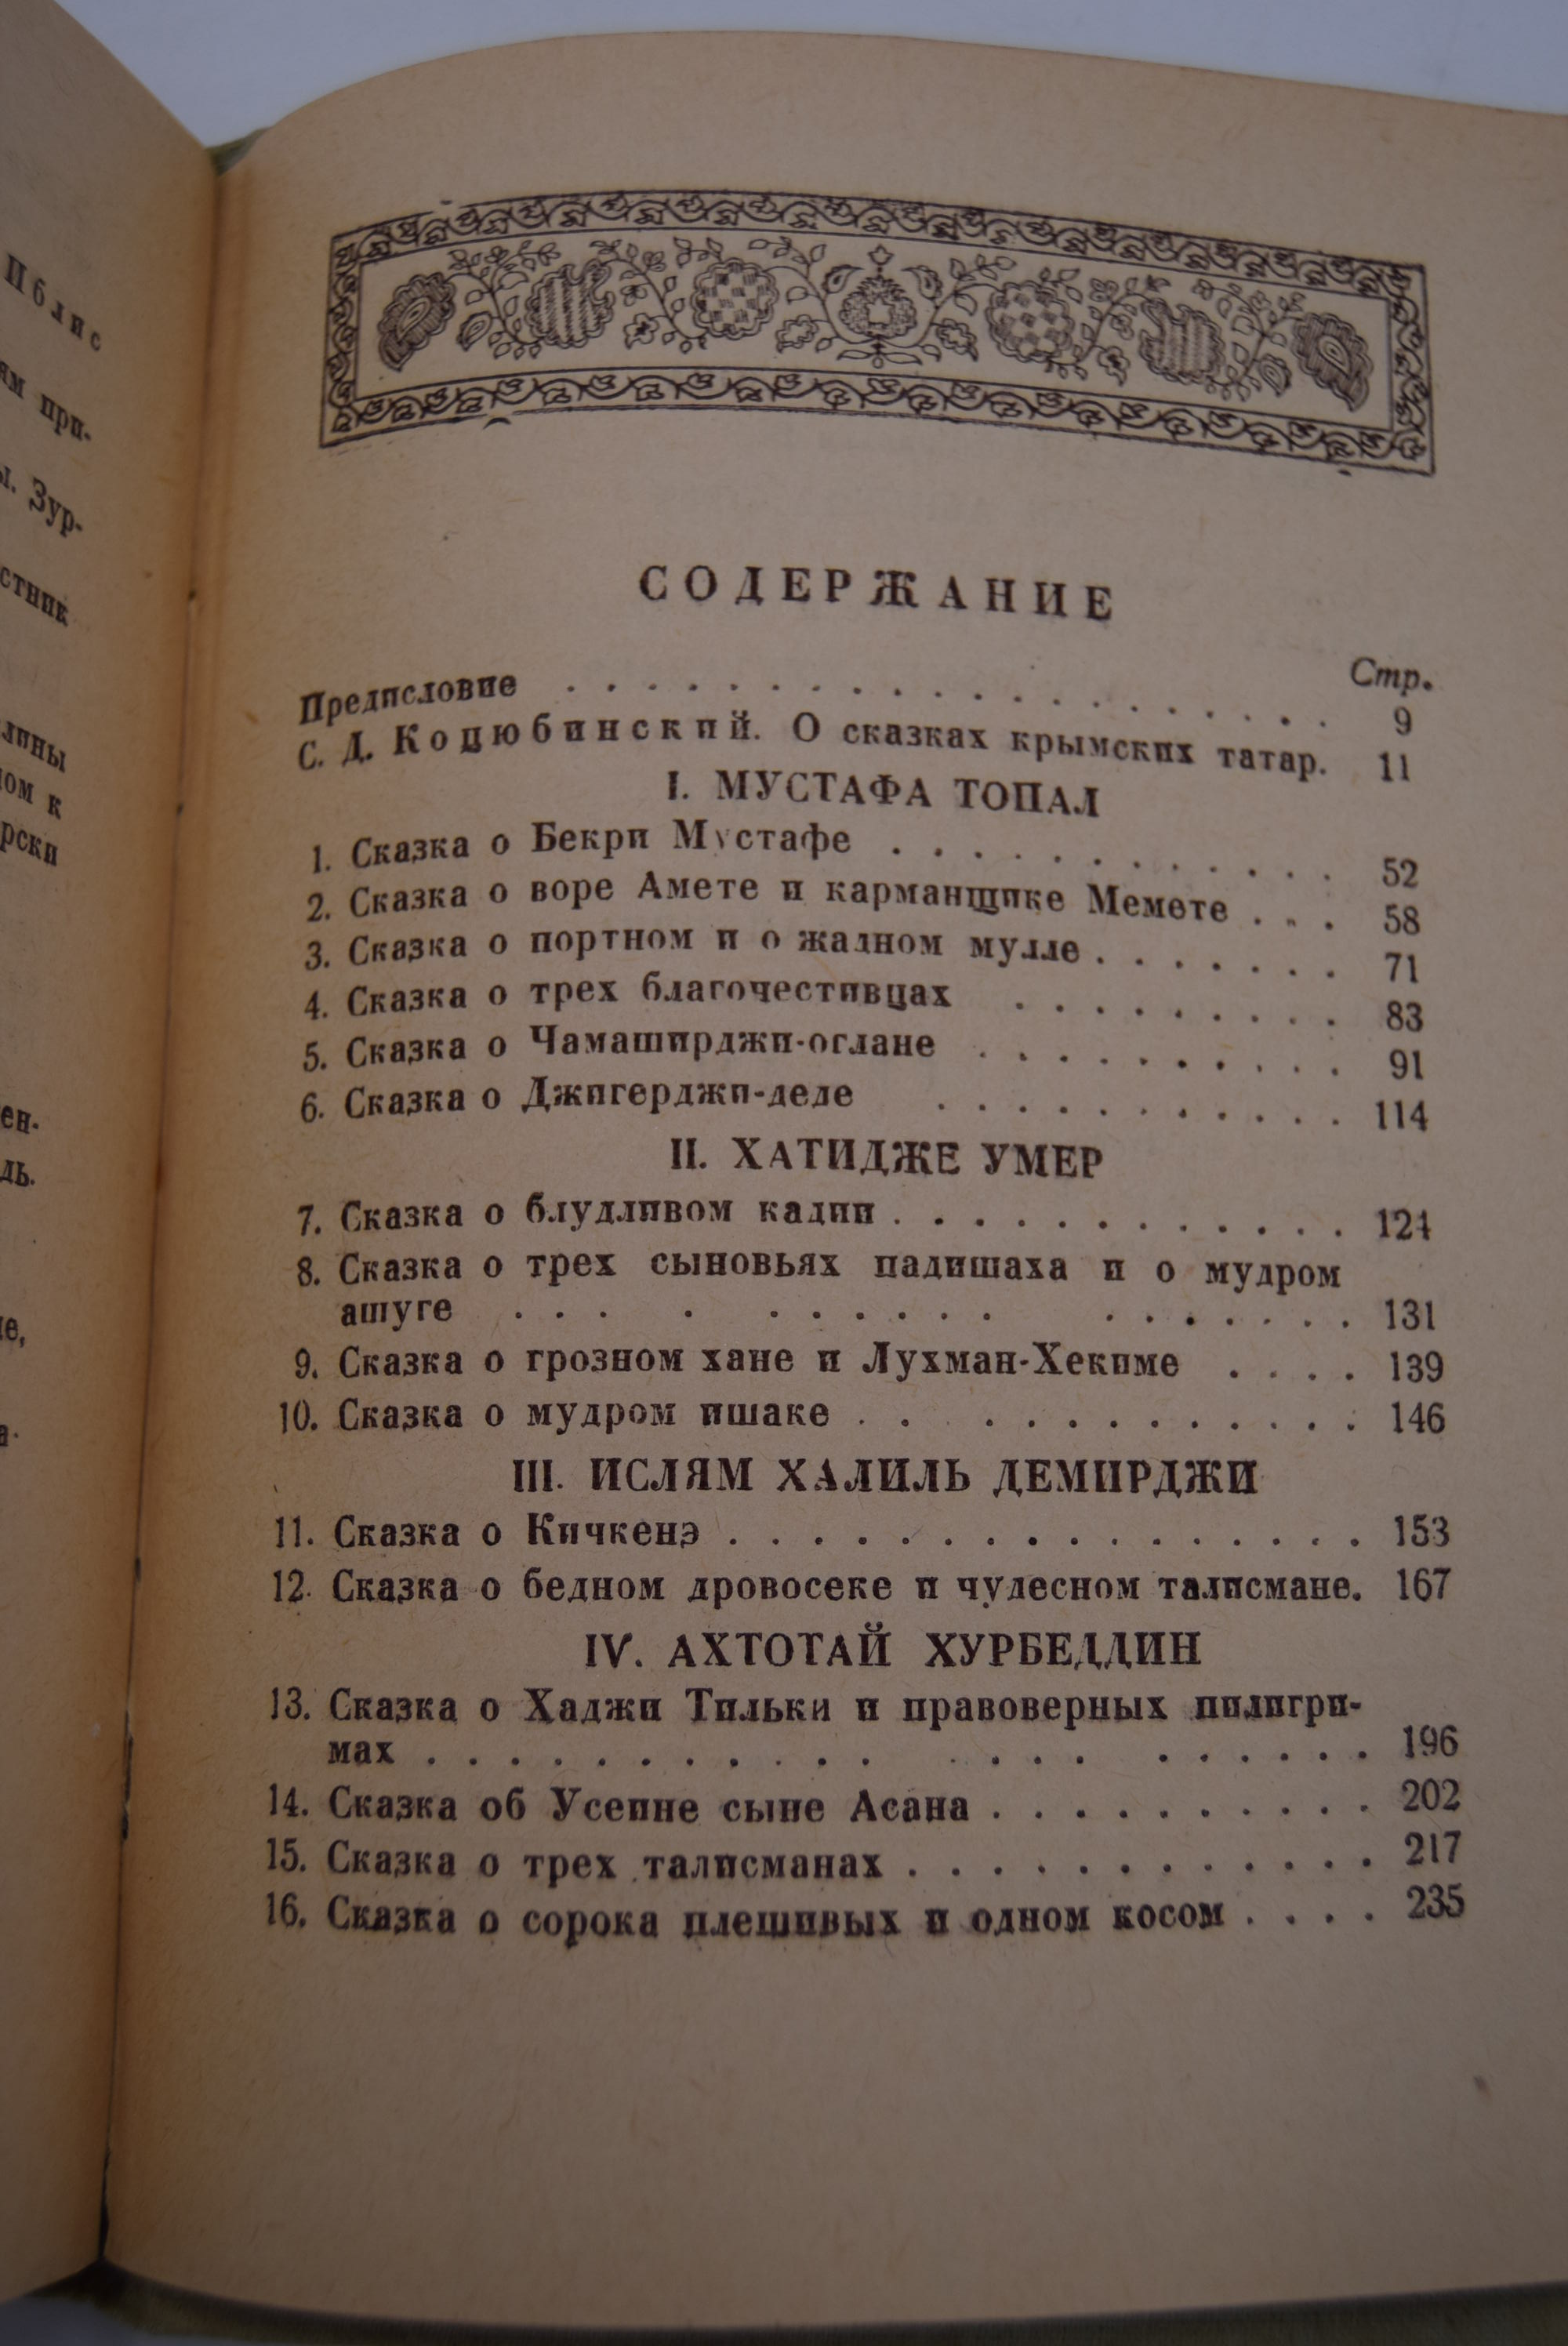 Иблис
при-
Зур-
СОДЕРЖАНИЕ
Стр.
Предисловие . . . . . . . . . . . . . . . . . . . 9
С. Д. Коцюбинский. О сказках крымских татар. 11
I. МУСТАФА ТОПАЛ
1. Сказка о Бекри Мустафе . . . . . . . . . . . . 52
2. Сказка о воре Амете и карманщике Мемете . . . 58
3. Сказка о портном и о жадном мулле . . . . . . . 71
4. Сказка о трех благочестивцах . . . . . . . . . 83
5. Сказка о Чамаширджи-оглане . . . . . . . . . . 91
6. Сказка о Джигерджи-деде . . . . . . . . . . . 114
II. ХАТИДЖЕ УМЕР
7. Сказка о блудливом кадии . . . . . . . . . . . . 124
8. Сказка о трех сыновьях падишаха и о мудром
ашуге . . . . . . . . . . . . . . . . . 131
9. Сказка о грозном хане и Лухман-Хекиме . . . . 139
10. Сказка о мудром ишаке . . . . . . . . . . . . 146
III. ИСЛЯМ ХАЛИЛЬ ДЕМИРДЖИ
11. Сказка о Кичкенэ . . . . . . . . . . . . . . . . 153
12. Сказка о бедном дровосеке и чудесном талисмане. 167
IV. АХТОТАЙ ХУРБЕДДИН
13. Сказка о Хаджи Тильки и правоверных пилигри-
мах . . . . . . . . . . . . . . . . . . . . 196
14. Сказка об Усеине сыне Асана . . . . . . . . . . 202
15. Сказка о трех талисманах . . . . . . . . . . . . 217
16. Сказка о сорока плешивых и одном косом . . . . 235